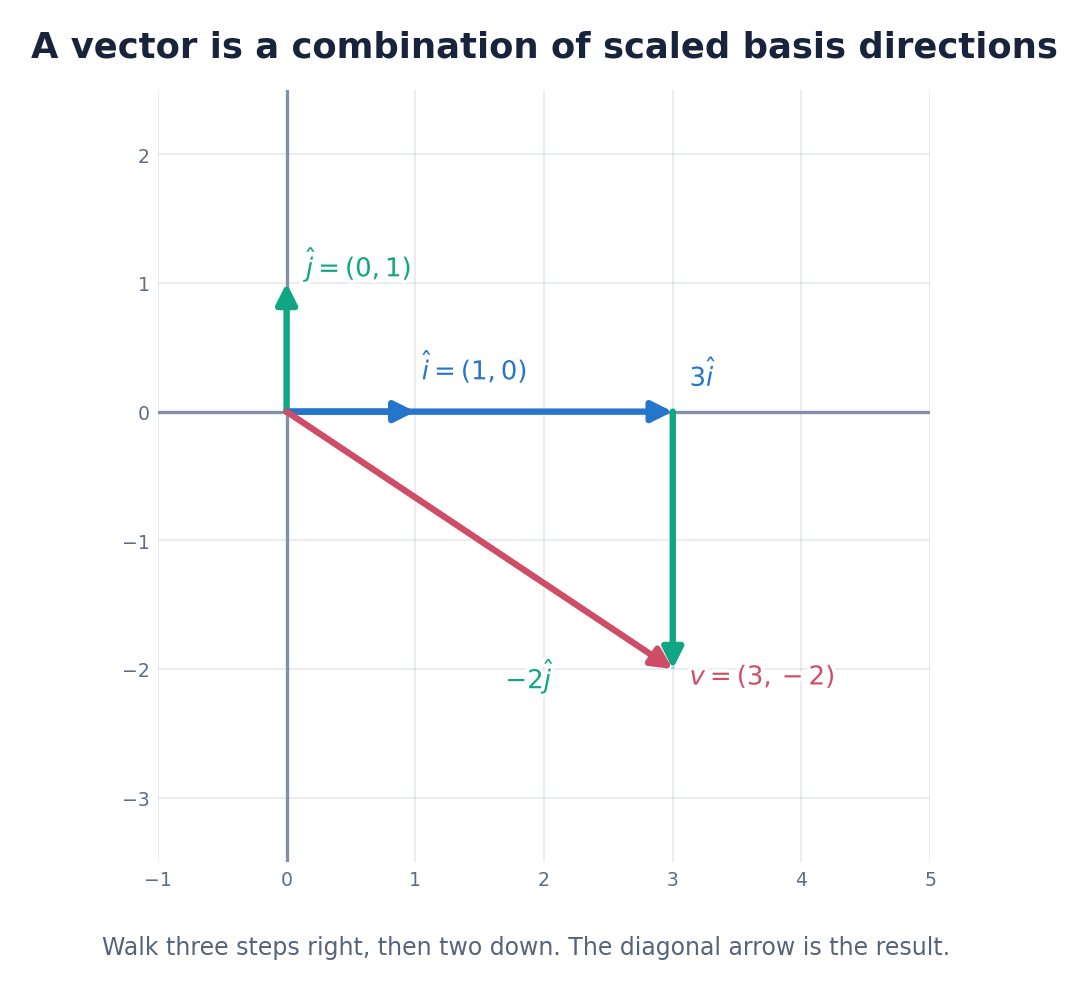 A vector is a combination of scaled basis directions
2
ĵ = (0, 1)
1
î = (1, 0)
3î
0
−1
−2
−2ĵ
v = (3, −2)
−3
−1 0 1 2 3 4 5
Walk three steps right, then two down. The diagonal arrow is the result.